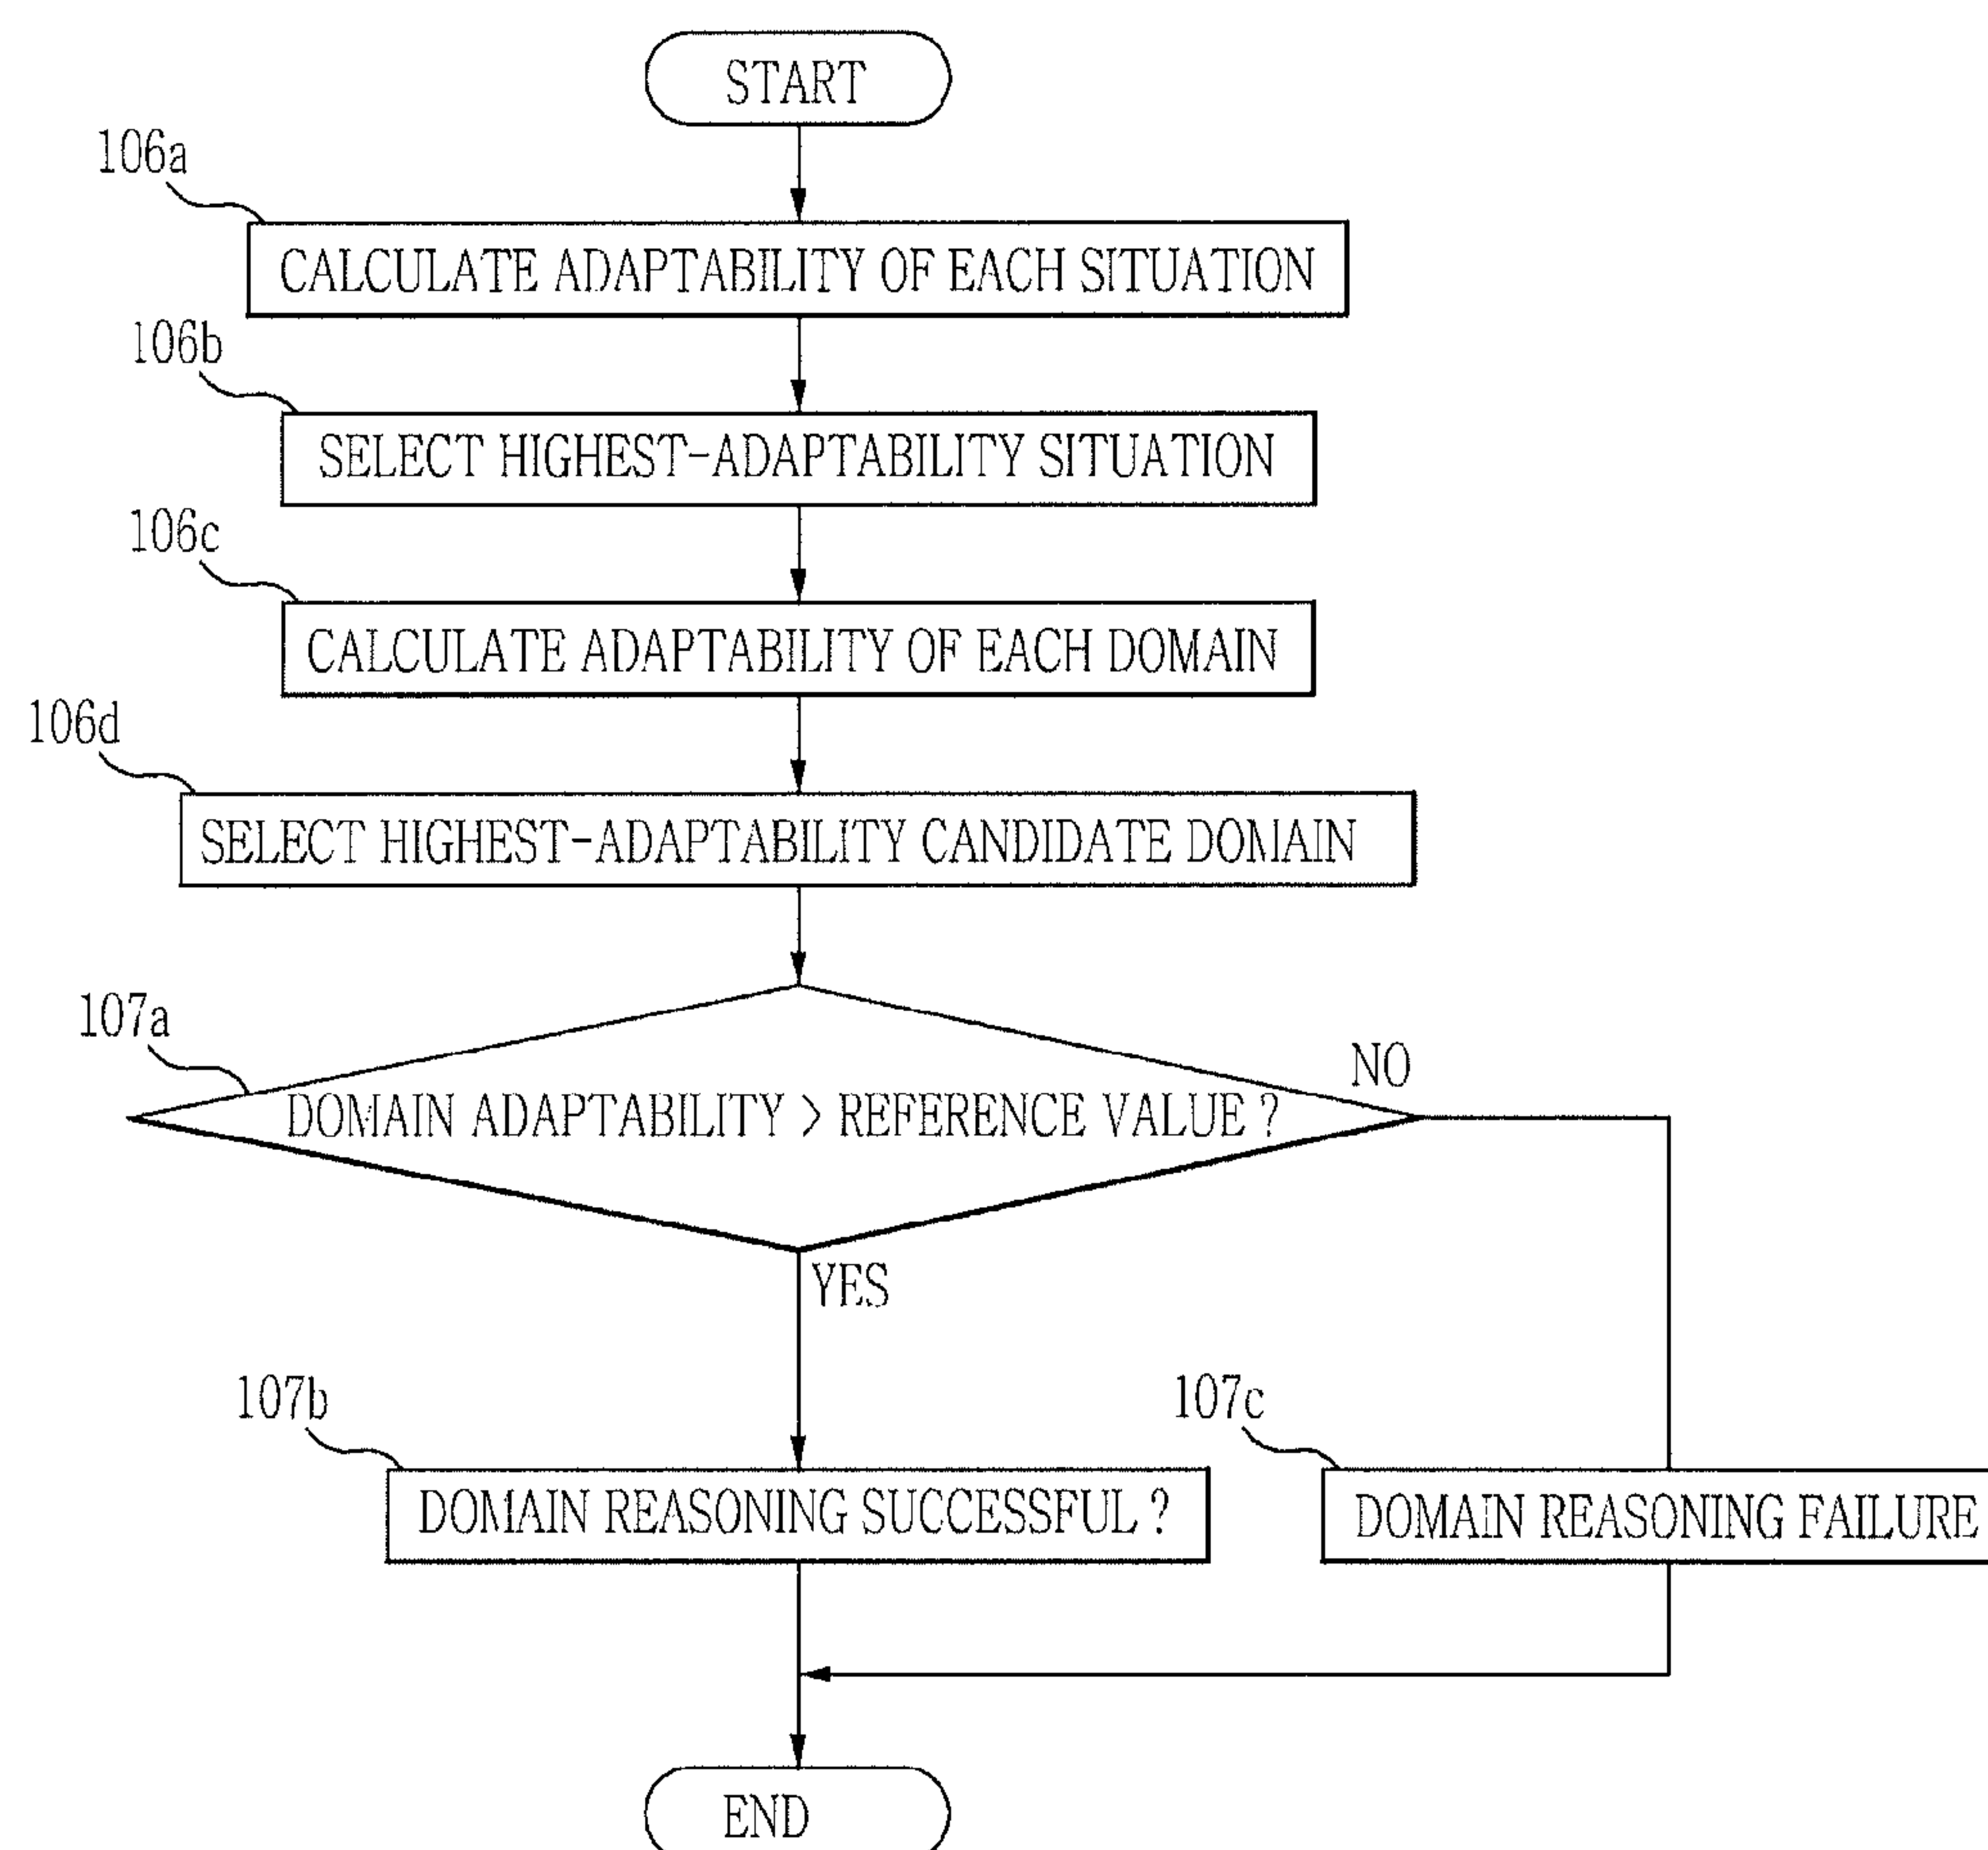 START
106a
CALCULATE ADAPTABILITY OF EACH SITUATION
106b
SELECT HIGHEST-ADAPTABILITY SITUATION
106c
CALCULATE ADAPTABILITY OF EACH DOMAIN
106d
SELECT HIGHEST-ADAPTABILITY CANDIDATE DOMAIN
107a
DOMAIN ADAPTABILITY > REFERENCE VALUE ?
NO
YES
107b
DOMAIN REASONING SUCCESSFUL ?
107c
DOMAIN REASONING FAILURE
END